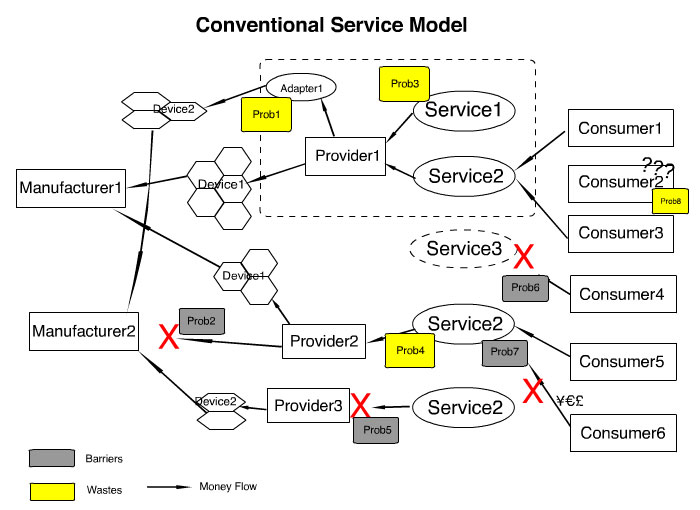 Conventional Service Model
Adapter1
Prob3
Device2
Prob1
Service1
Consumer1
Provider1
???
Manufacturer1
Device1
Service2
Consumer2
Prob8
Consumer3
Service3
Device1
Prob6
Consumer4
Prob2
Manufacturer2
Provider2
Service2
Prob4
Prob7
Consumer5
Device2
Provider3
Service2
¥€£
Prob5
Consumer6
Barriers
Wastes
Money Flow